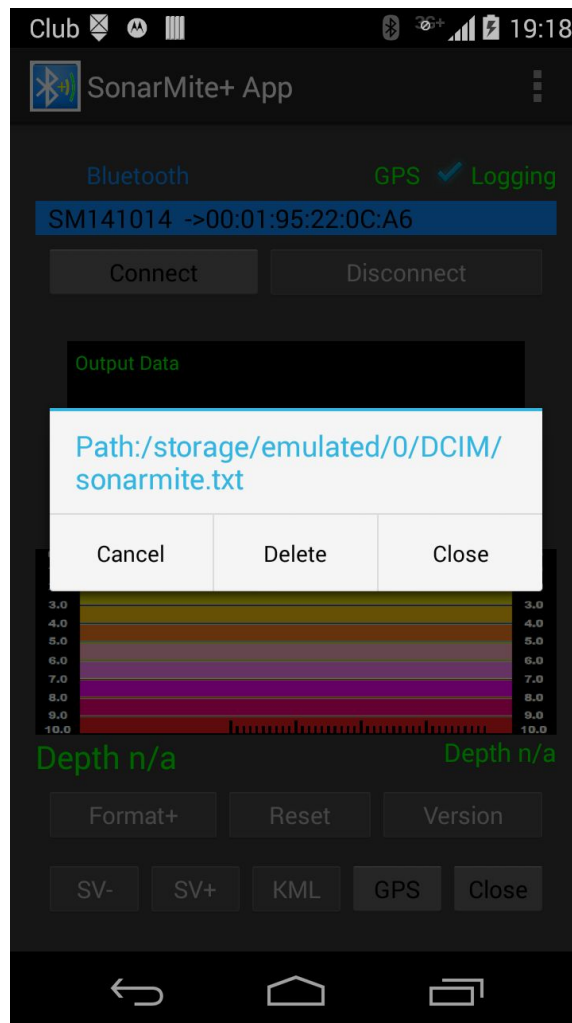 Club 3G+ 19:18
SonarMite+ App
Bluetooth GPS Logging
SM141014 ->00:01:95:22:0C:A6
Connect Disconnect
Output Data
Path:/storage/emulated/0/DCIM/
sonarmite.txt
Cancel Delete Close
3.0 3.0
4.0 4.0
5.0 5.0
6.0 6.0
7.0 7.0
8.0 8.0
9.0 9.0
10.0 10.0
Depth n/a Depth n/a
Format+ Reset Version
SV- SV+ KML GPS Close